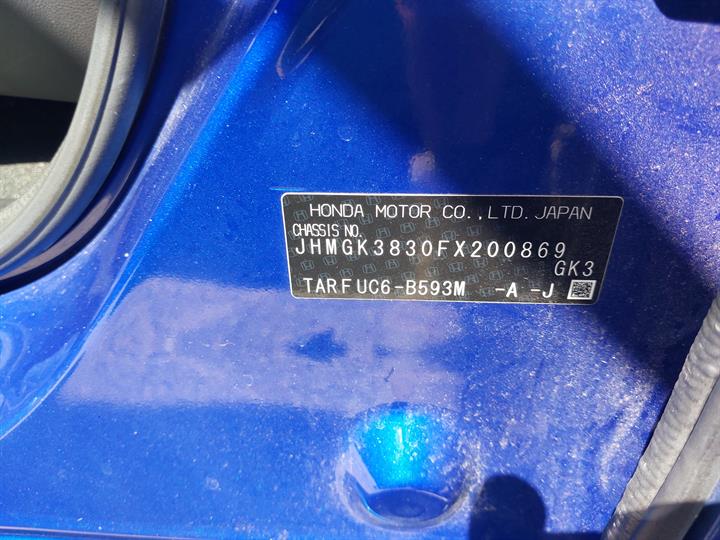 HONDA MOTOR CO.,LTD. JAPAN
CHASSIS NO.
JHMGK3830FX200869
GK3
TARFUC6-B593M -A -J